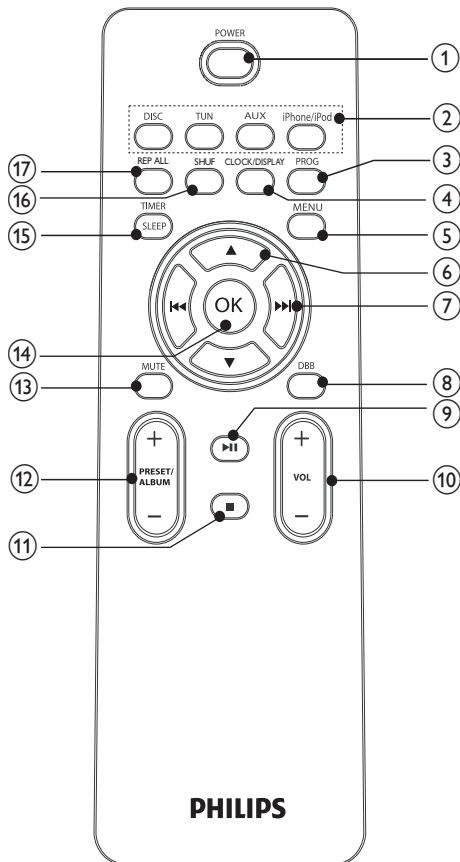 POWER
1
DISC TUN AUX iPhone/iPod
2
REP ALL SHUF CLOCK/DISPLAY PROG
17
3
16
4
TIMER
SLEEP
MENU
15
5
6
OK
7
14
MUTE
DBB
13
8
9
+
+
PRESET/
ALBUM
VOL
12
10
−
−
11
PHILIPS